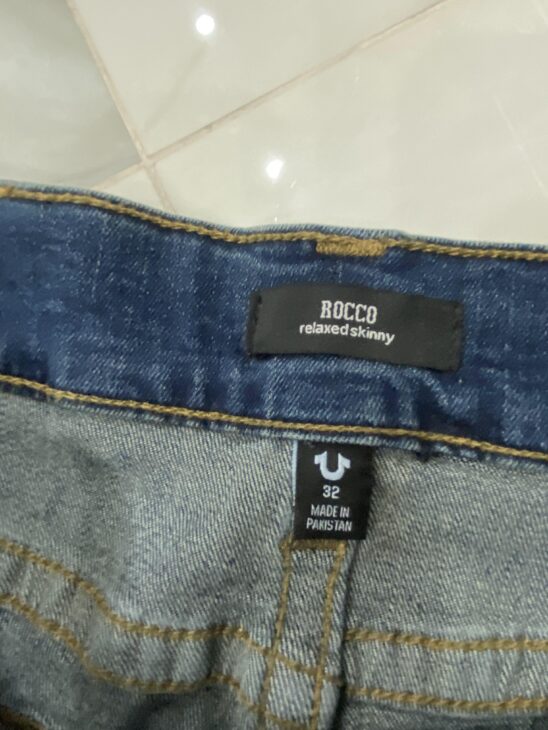 ROCCO
relaxed skinny
32
MADE IN
PAKISTAN